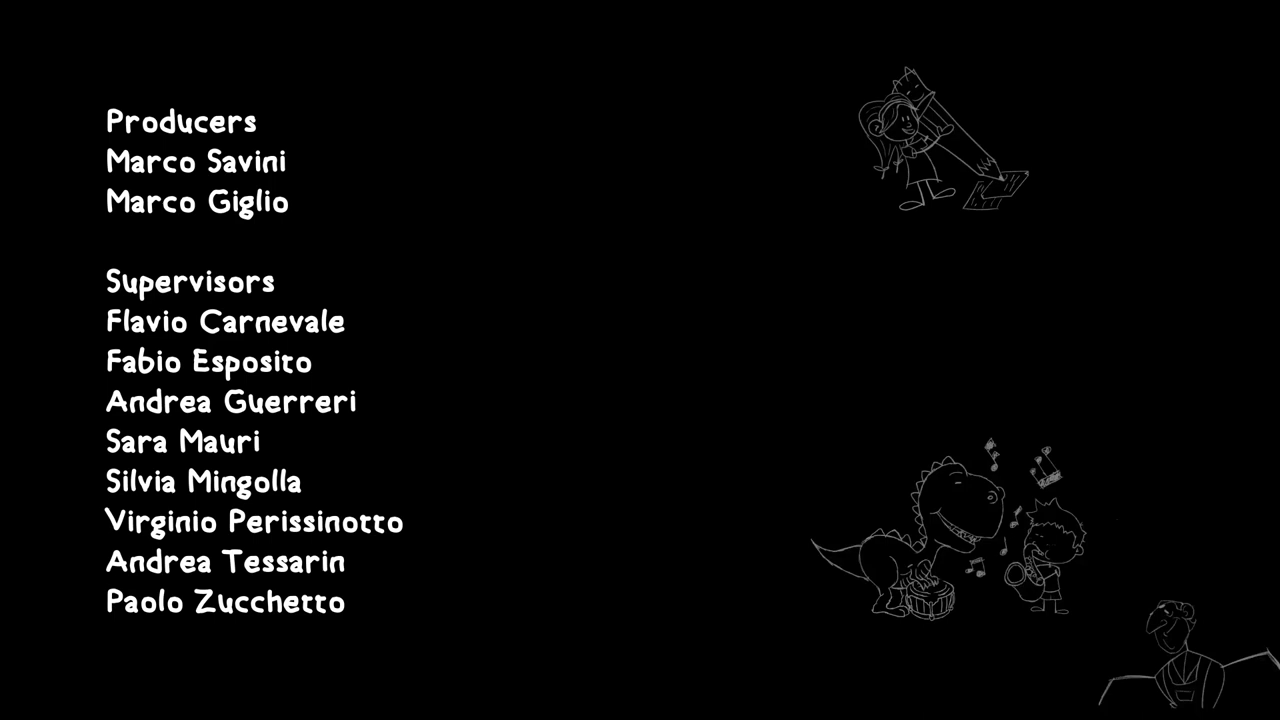 Producers
Marco Savini
Marco Giglio
Supervisors
Flavio Carnevale
Fabio Esposito
Andrea Guerreri
Sara Mauri
Silvia Mingolla
Virginio Perissinotto
Andrea Tessarin
Paolo Zucchetto